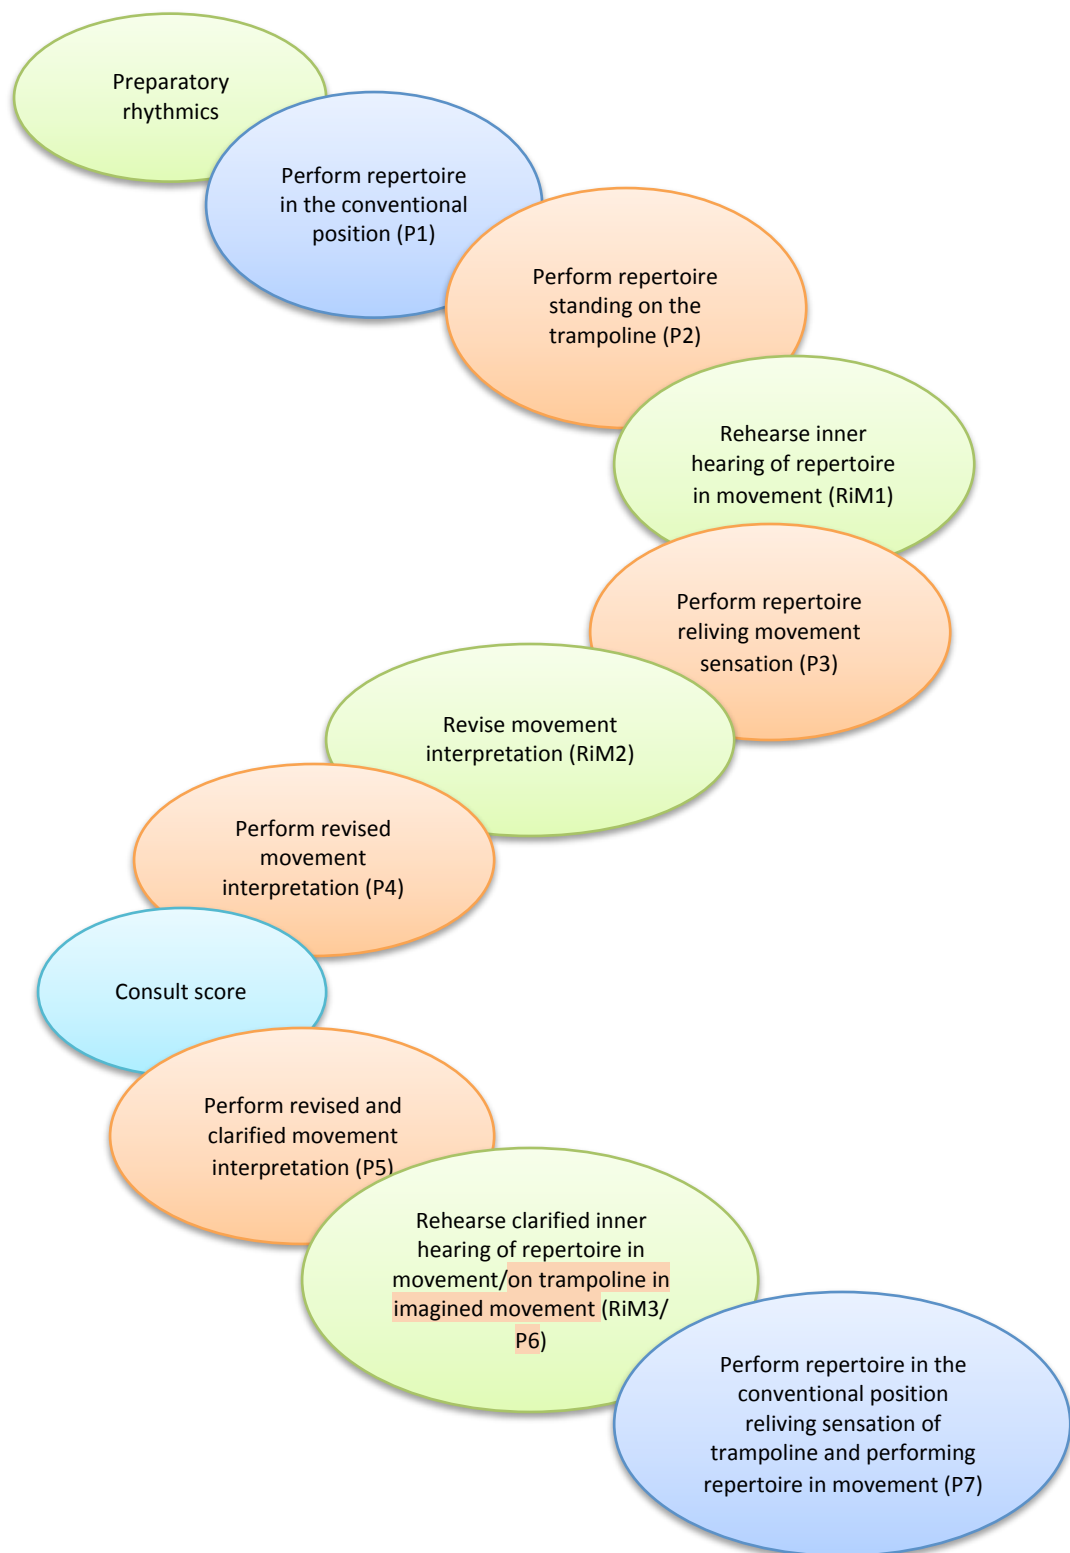 Preparatory
rhythmics
Perform repertoire
in the conventional
position (P1)
Perform repertoire
standing on the
trampoline (P2)
Rehearse inner
hearing of repertoire
in movement (RiM1)
Perform repertoire
reliving movement
sensation (P3)
Revise movement
interpretation (RiM2)
Perform revised
movement
interpretation (P4)
Consult score
Perform revised and
clarified movement
interpretation (P5)
Rehearse clarified inner
hearing of repertoire in
movement/on trampoline in
imagined movement (RiM3/
P6)
Perform repertoire in the
conventional position
reliving sensation of
trampoline and performing
repertoire in movement (P7)